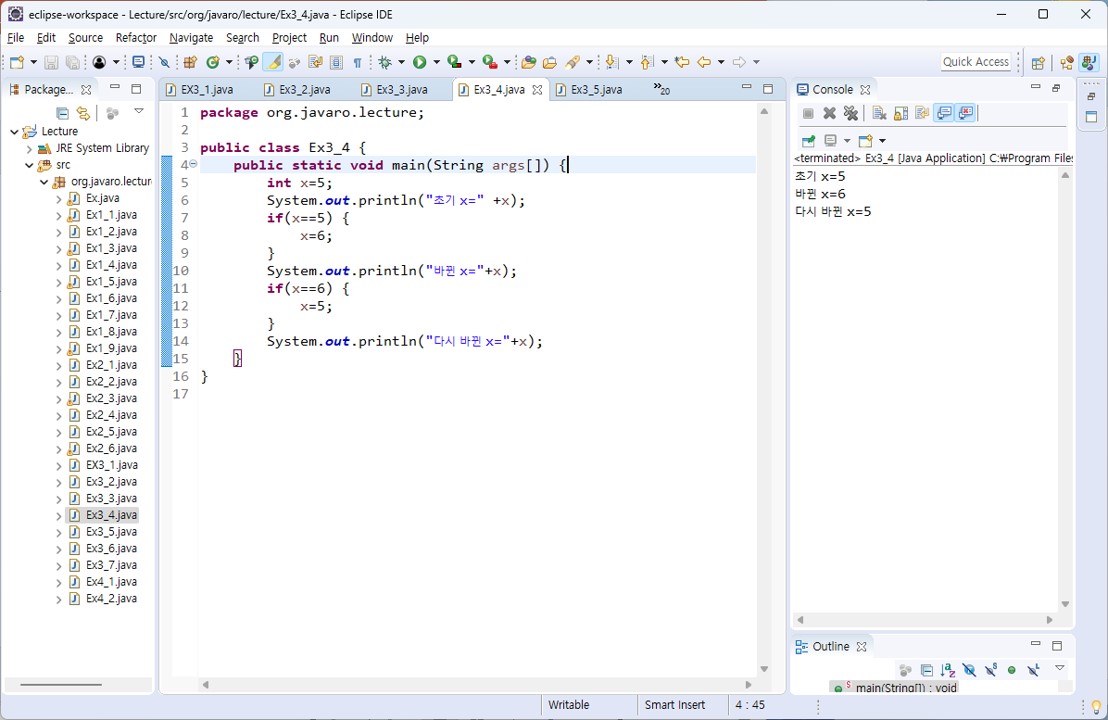 eclipse-workspace - Lecture/src/org/javaro/lecture/Ex3_4.java - Eclipse IDE
File Edit Source Refactor Navigate Search Project Run Window Help
Quick Access
Package...
EX3_1.java Ex3_2.java Ex3_3.java Ex3_4.java Ex3_5.java »20
Console
Lecture
JRE System Library
src
org.javaro.lectur
Ex.java
Ex1_1.java
Ex1_2.java
Ex1_3.java
Ex1_4.java
Ex1_5.java
Ex1_6.java
Ex1_7.java
Ex1_8.java
Ex1_9.java
Ex2_1.java
Ex2_2.java
Ex2_3.java
Ex2_4.java
Ex2_5.java
Ex2_6.java
EX3_1.java
Ex3_2.java
Ex3_3.java
Ex3_4.java
Ex3_5.java
Ex3_6.java
Ex3_7.java
Ex4_1.java
Ex4_2.java
1 package org.javaro.lecture;
2
3 public class Ex3_4 {
4 public static void main(String args[]) {
5 int x=5;
6 System.out.println("초기 x=" +x);
7 if(x==5) {
8 x=6;
9 }
10 System.out.println("바뀐 x="+x);
11 if(x==6) {
12 x=5;
13 }
14 System.out.println("다시 바뀐 x="+x);
15 }
16 }
17
<terminated> Ex3_4 [Java Application] C:₩Program Files
초기 x=5
바뀐 x=6
다시 바뀐 x=5
Outline
main(String[]) : void
Writable Smart Insert 4 : 45